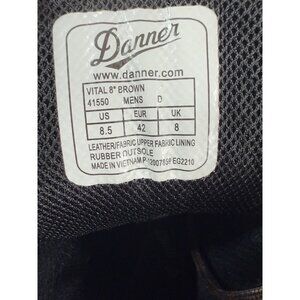 Danner
www.danner.com
VITAL 8" BROWN
41550 MENS D
US EUR UK
8.5 42 8
LEATHER/FABRIC UPPER FABRIC LINING
RUBBER OUTSOLE
MADE IN VIETNAM EG2210